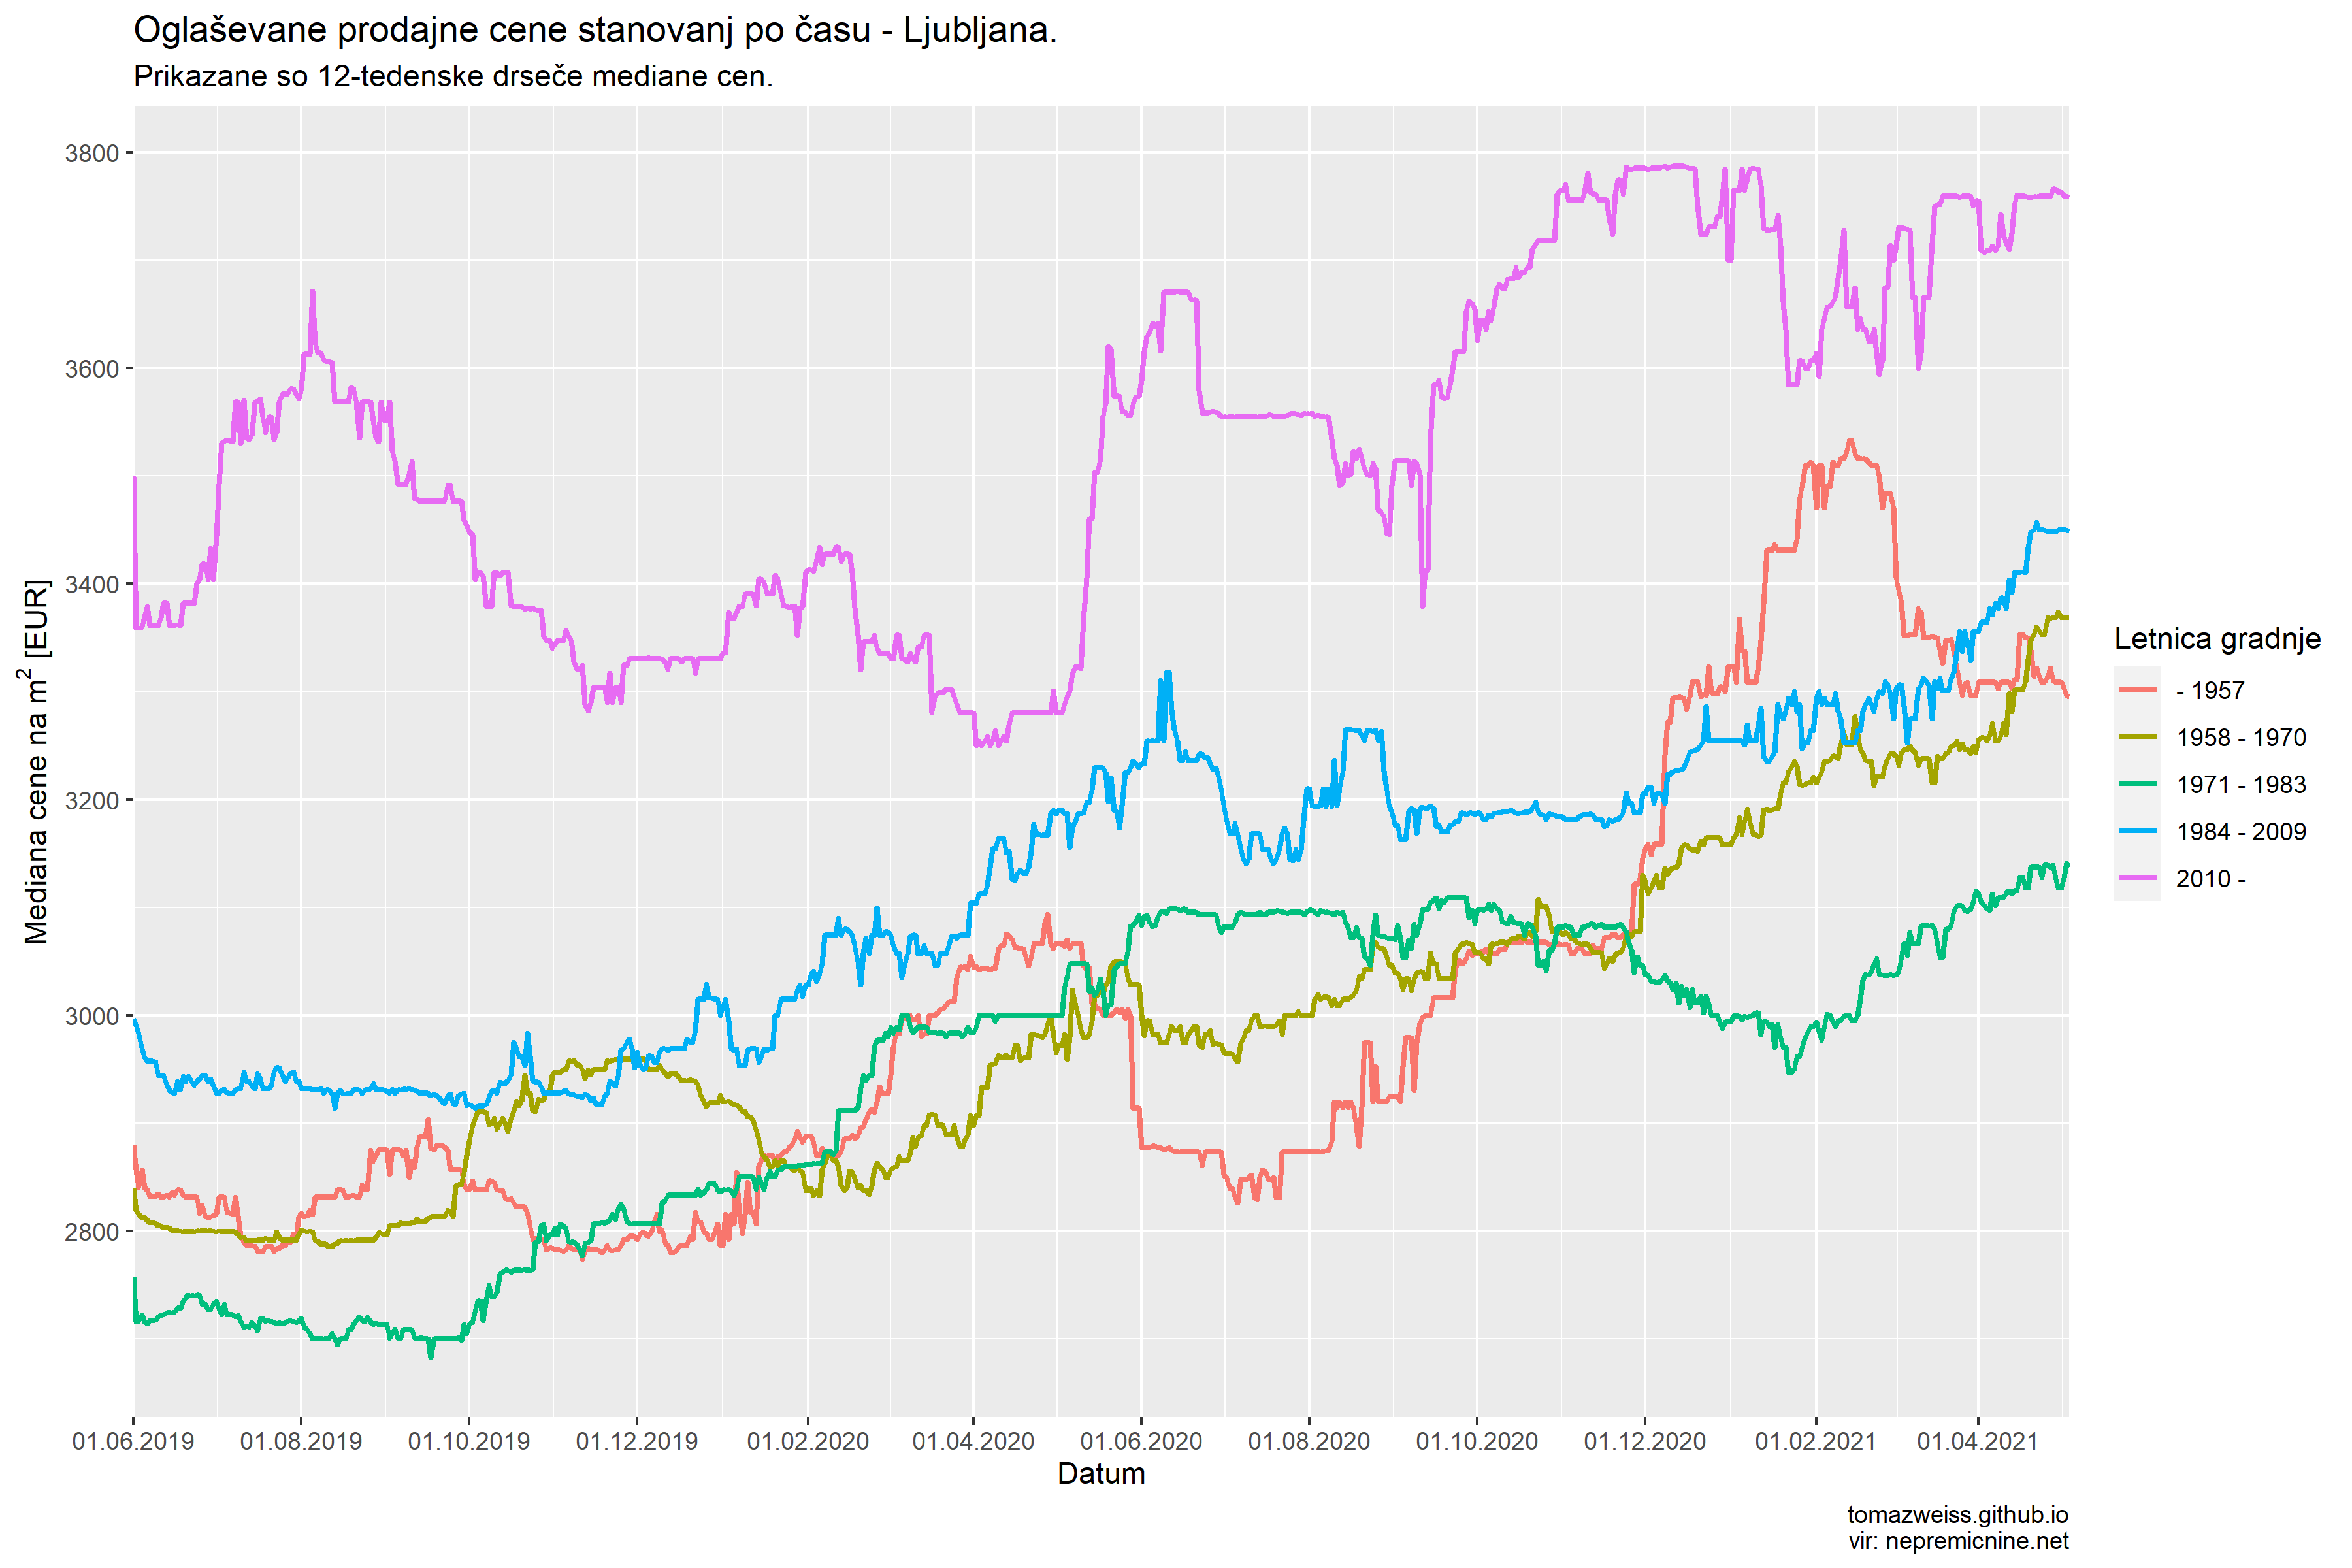 Oglaševane prodajne cene stanovanj po času - Ljubljana.
Prikazane so 12-tedenske drseče mediane cen.
Mediana cene na m² [EUR]
3800
3600
3400
3200
3000
2800
01.06.2019
01.08.2019
01.10.2019
01.12.2019
01.02.2020
01.04.2020
01.06.2020
01.08.2020
01.10.2020
01.12.2020
01.02.2021
01.04.2021
Datum
Letnica gradnje
- 1957
1958 - 1970
1971 - 1983
1984 - 2009
2010 -
tomazweiss.github.io
vir: nepremicnine.net